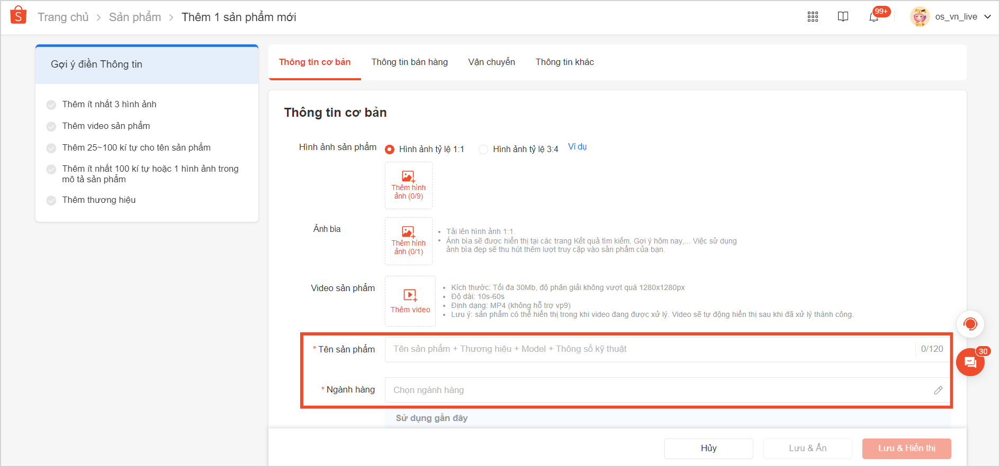 Trang chủ > Sản phẩm > Thêm 1 sản phẩm mới
99+
os_vn_live
Gợi ý điền Thông tin
Thêm ít nhất 3 hình ảnh
Thêm video sản phẩm
Thêm 25~100 kí tự cho tên sản phẩm
Thêm ít nhất 100 kí tự hoặc 1 hình ảnh trong
mô tả sản phẩm
Thêm thương hiệu
Thông tin cơ bản
Thông tin bán hàng
Vận chuyển
Thông tin khác
Thông tin cơ bản
Hình ảnh sản phẩm
Hình ảnh tỷ lệ 1:1
Hình ảnh tỷ lệ 3:4
Ví dụ
Thêm hình
ảnh (0/9)
Ảnh bìa
Thêm hình
ảnh (0/1)
Tải lên hình ảnh 1:1.
Ảnh bìa sẽ được hiển thị tại các trang Kết quả tìm kiếm, Gợi ý hôm nay,... Việc sử dụng
ảnh bìa đẹp sẽ thu hút thêm lượt truy cập vào sản phẩm của bạn.
Video sản phẩm
Thêm video
Kích thước: Tối đa 30Mb, độ phân giải không vượt quá 1280x1280px
Độ dài: 10s-60s
Định dạng: MP4 (không hỗ trợ vp9)
Lưu ý: sản phẩm có thể hiển thị trong khi video đang được xử lý. Video sẽ tự động hiển thị sau khi đã xử lý thành công.
* Tên sản phẩm
Tên sản phẩm + Thương hiệu + Model + Thông số kỹ thuật
0/120
30
* Ngành hàng
Chọn ngành hàng
Sử dụng gần đây
Hủy
Lưu & Ẩn
Lưu & Hiển thị